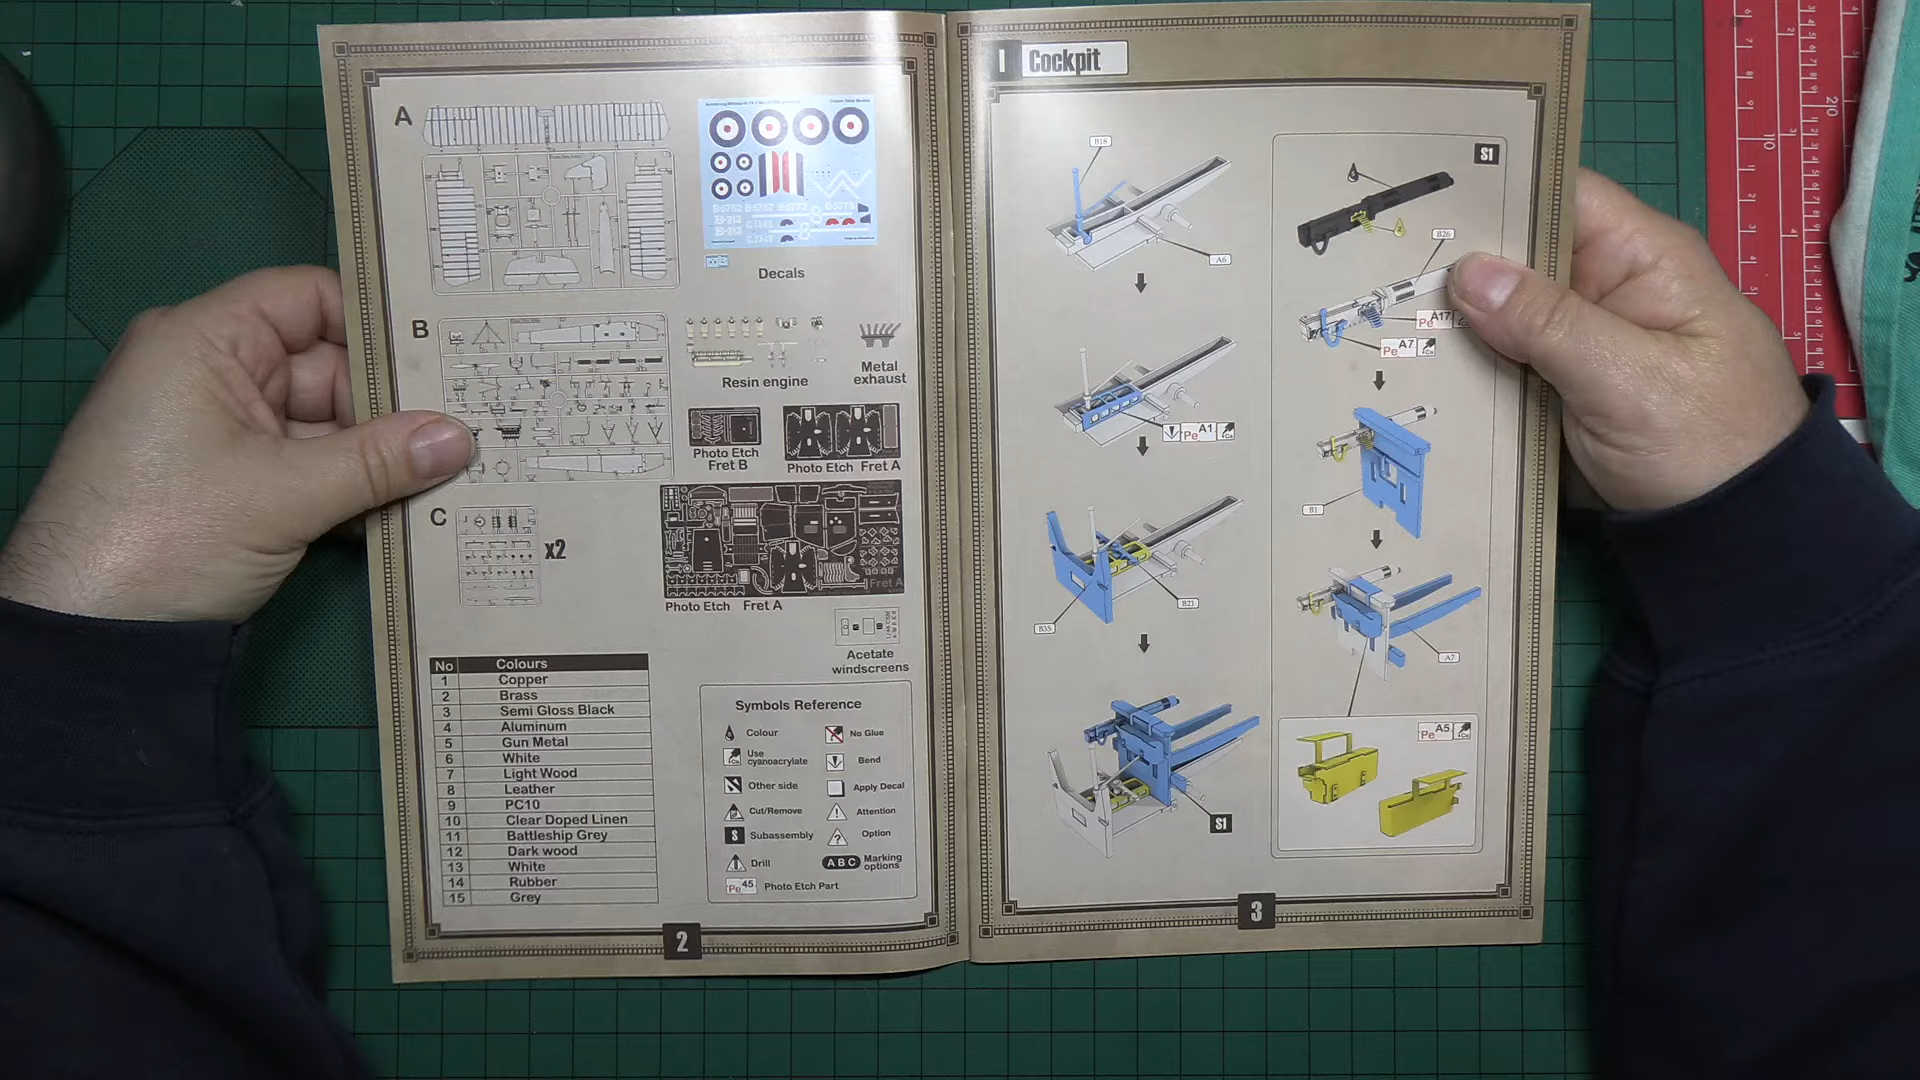 A
B
C
x2
Decals
Resin engine
Metal
exhaust
Photo Etch
Fret B
Photo Etch Fret A
Fret A
Photo Etch Fret A
Acetate
windscreens
No Colours
1 Copper
2 Brass
3 Semi Gloss Black
4 Aluminum
5 Gun Metal
6 White
7 Light Wood
8 Leather
9 PC10
10 Clear Doped Linen
11 Battleship Grey
12 Dark wood
13 White
14 Rubber
15 Grey
Symbols Reference
Colour
No Glue
Use
cyanoacrylate
Bend
Other side
Apply Decal
Cut/Remove
Attention
S Subassembly
? Option
Drill
A B C Marking
options
Pe 45 Photo Etch Part
2
1 Cockpit
B18
A6
Pe A1
B21
B35
S1
S1
B26
Pe A17
Pe A7
B1
A7
Pe A5
3